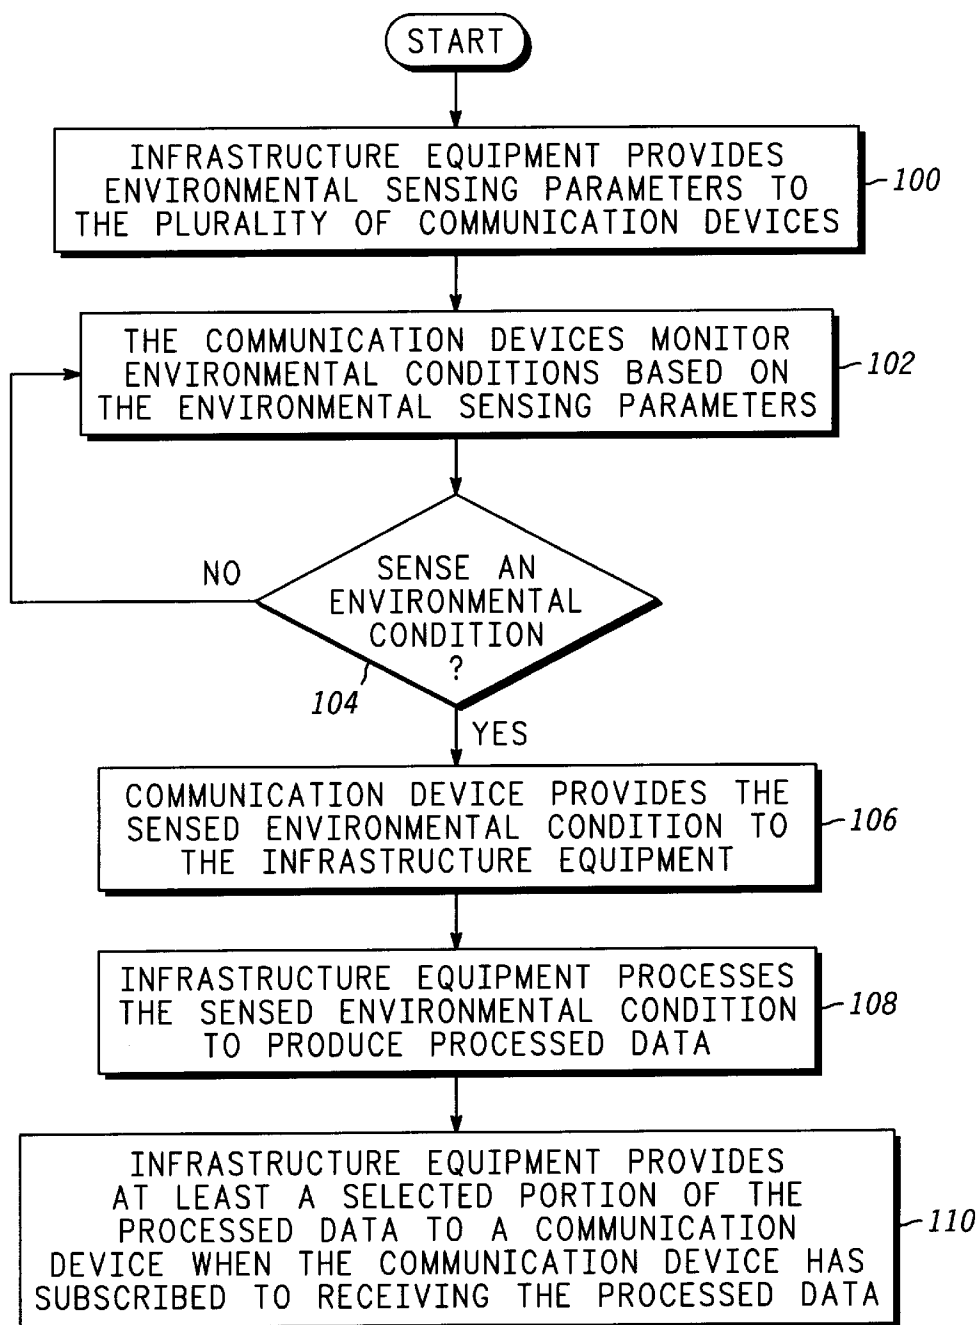 START
INFRASTRUCTURE EQUIPMENT PROVIDES
ENVIRONMENTAL SENSING PARAMETERS TO
THE PLURALITY OF COMMUNICATION DEVICES
100
THE COMMUNICATION DEVICES MONITOR
ENVIRONMENTAL CONDITIONS BASED ON
THE ENVIRONMENTAL SENSING PARAMETERS
102
NO
SENSE AN
ENVIRONMENTAL
CONDITION
?
104
YES
COMMUNICATION DEVICE PROVIDES THE
SENSED ENVIRONMENTAL CONDITION TO
THE INFRASTRUCTURE EQUIPMENT
106
INFRASTRUCTURE EQUIPMENT PROCESSES
THE SENSED ENVIRONMENTAL CONDITION
TO PRODUCE PROCESSED DATA
108
INFRASTRUCTURE EQUIPMENT PROVIDES
AT LEAST A SELECTED PORTION OF THE
PROCESSED DATA TO A COMMUNICATION
DEVICE WHEN THE COMMUNICATION DEVICE HAS
SUBSCRIBED TO RECEIVING THE PROCESSED DATA
110